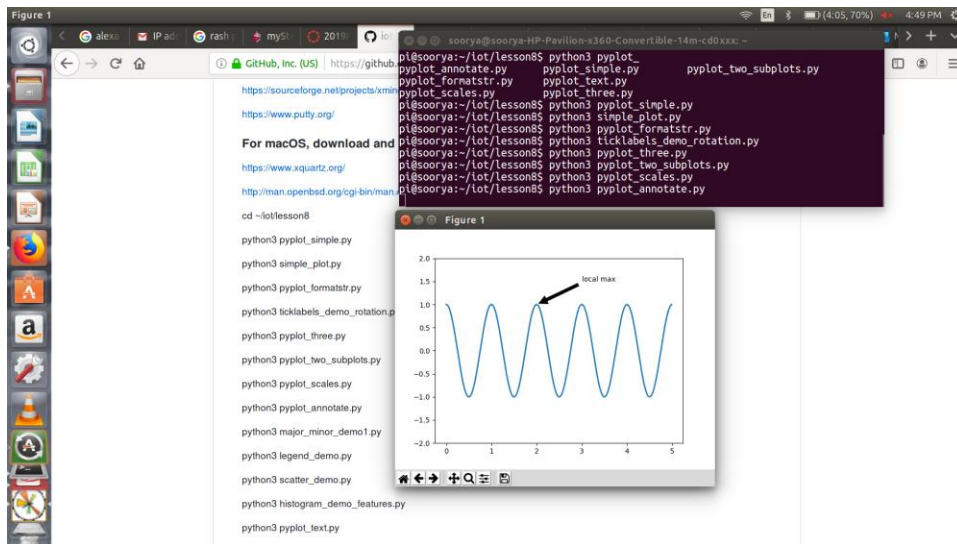 Figure 1
En
(4:05, 70%)
4:49 PM
alexa
IP add
rash
mySt
2019
GitHub, Inc. (US)
https://github.
https://sourceforge.net/projects/xmin
https://www.putty.org/
For macOS, download and
https://www.xquartz.org/
http://man.openbsd.org/cgi-bin/man.
cd ~/iot/lesson8
python3 pyplot_simple.py
python3 simple_plot.py
python3 pyplot_formatstr.py
python3 ticklabels_demo_rotation.p
python3 pyplot_three.py
python3 pyplot_two_subplots.py
python3 pyplot_scales.py
python3 pyplot_annotate.py
python3 major_minor_demo1.py
python3 legend_demo.py
python3 scatter_demo.py
python3 histogram_demo_features.py
python3 pyplot_text.py
soorya@soorya-HP-Pavilion-x360-Convertible-14m-cd0xxx: ~
pi@soorya:~/iot/lesson8$ python3 pyplot_
pyplot_annotate.py pyplot_simple.py pyplot_two_subplots.py
pyplot_formatstr.py pyplot_text.py
pyplot_scales.py pyplot_three.py
pi@soorya:~/iot/lesson8$ python3 pyplot_simple.py
pi@soorya:~/iot/lesson8$ python3 simple_plot.py
pi@soorya:~/iot/lesson8$ python3 pyplot_formatstr.py
pi@soorya:~/iot/lesson8$ python3 ticklabels_demo_rotation.py
pi@soorya:~/iot/lesson8$ python3 pyplot_three.py
pi@soorya:~/iot/lesson8$ python3 pyplot_two_subplots.py
pi@soorya:~/iot/lesson8$ python3 pyplot_scales.py
pi@soorya:~/iot/lesson8$ python3 pyplot_annotate.py
Figure 1
local max
2.0
1.5
1.0
0.5
0.0
−0.5
−1.0
−1.5
−2.0
0 1 2 3 4 5